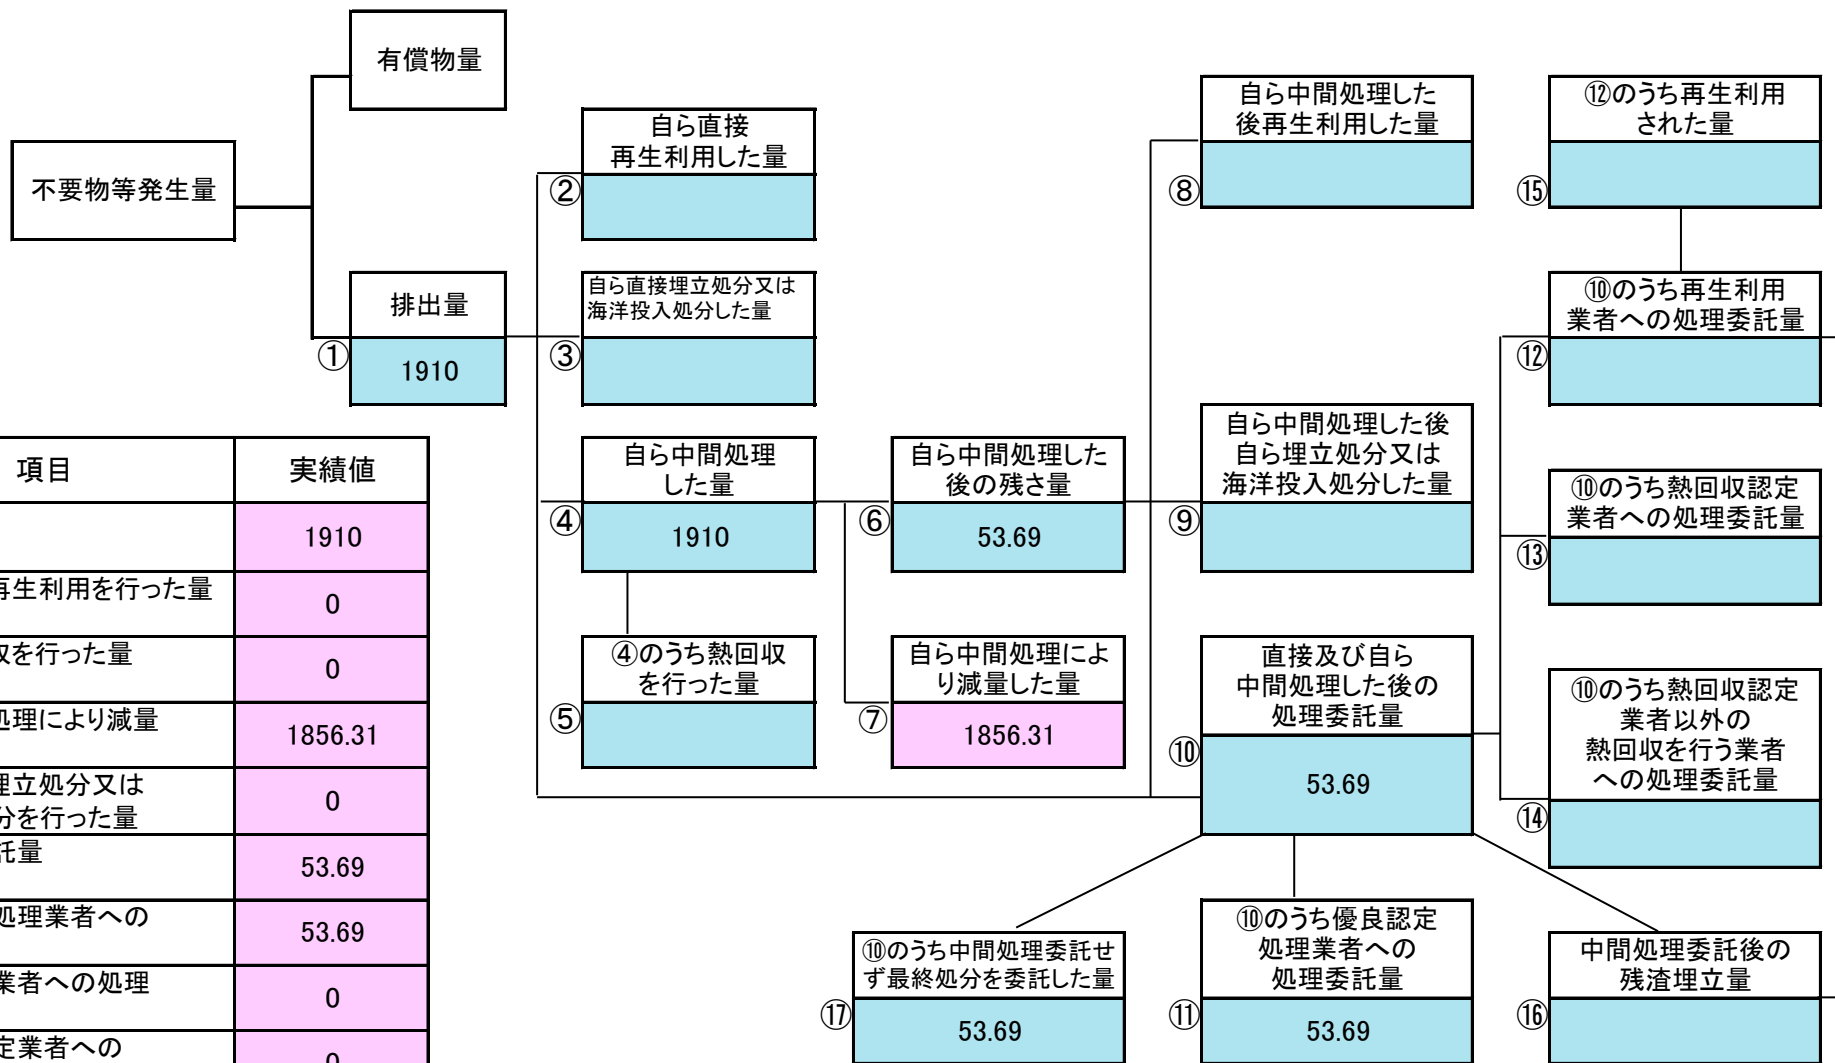 有償物量
不要物等発生量
排出量
①
1910
自ら直接
再生利用した量
②
自ら直接埋立処分又は
海洋投入処分した量
③
自ら中間処理
した量
④
1910
④のうち熱回収
を行った量
⑤
自ら中間処理した
後の残さ量
⑥
53.69
自ら中間処理によ
り減量した量
⑦
1856.31
自ら中間処理した
後再生利用した量
⑧
自ら中間処理した後
自ら埋立処分又は
海洋投入処分した量
⑨
直接及び自ら
中間処理した後の
処理委託量
⑩
53.69
⑫のうち再生利用
された量
⑮
⑩のうち再生利用
業者への処理委託量
⑫
⑩のうち熱回収認定
業者への処理委託量
⑬
⑩のうち熱回収認定
業者以外の
熱回収を行う業者
への処理委託量
⑭
⑩のうち中間処理委託せ
ず最終処分を委託した量
⑰
53.69
⑩のうち優良認定
処理業者への
処理委託量
⑪
53.69
中間処理委託後の
残渣埋立量
⑯
項目
実績値
1910
再生利用を行った量
0
を行った量
0
処理により減量
1856.31
埋立処分又は
分を行った量
0
託量
53.69
処理業者への
53.69
業者への処理
0
定業者への
0